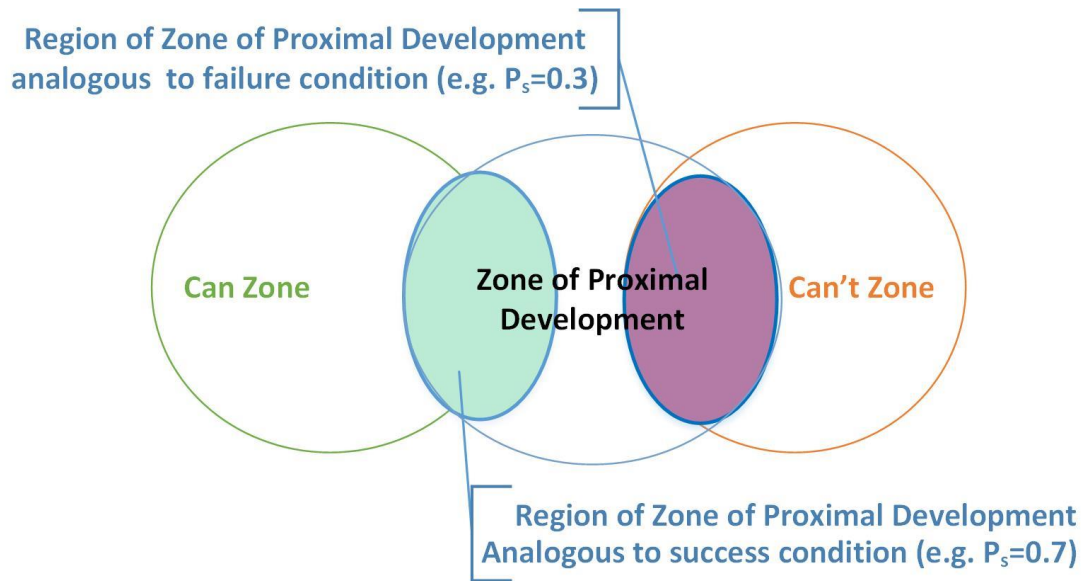 Region of Zone of Proximal Development
analogous to failure condition (e.g. Pₛ=0.3)
Can Zone
Zone of Proximal
Development
Can't Zone
Region of Zone of Proximal Development
Analogous to success condition (e.g. Pₛ=0.7)